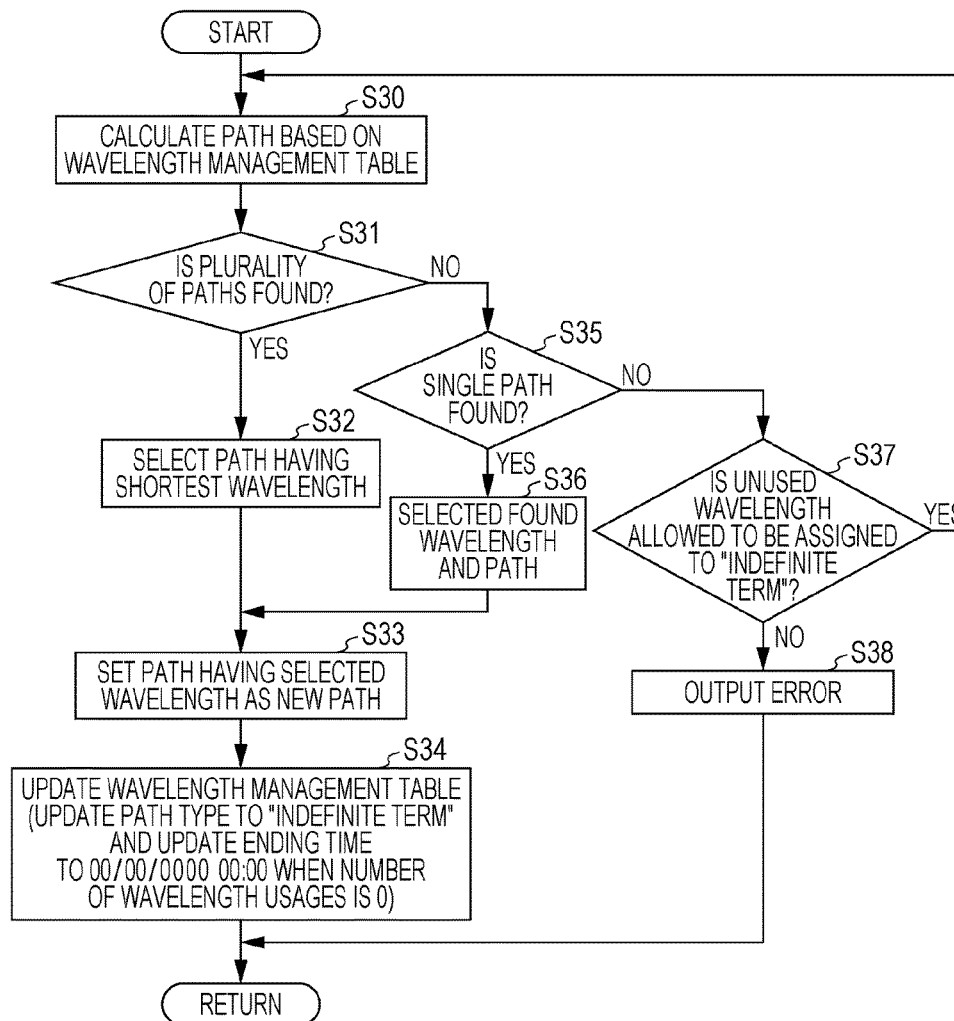 START
S30
CALCULATE PATH BASED ON
WAVELENGTH MANAGEMENT TABLE
S31
IS PLURALITY
OF PATHS FOUND?
NO
YES
S35
IS
SINGLE PATH
FOUND?
NO
YES
S32
SELECT PATH HAVING
SHORTEST WAVELENGTH
S36
SELECTED FOUND
WAVELENGTH
AND PATH
S37
IS UNUSED
WAVELENGTH
ALLOWED TO BE ASSIGNED
TO "INDEFINITE
TERM"?
YES
NO
S33
SET PATH HAVING SELECTED
WAVELENGTH AS NEW PATH
S38
OUTPUT ERROR
S34
UPDATE WAVELENGTH MANAGEMENT TABLE
(UPDATE PATH TYPE TO "INDEFINITE TERM"
AND UPDATE ENDING TIME
TO 00/00/0000 00:00 WHEN NUMBER
OF WAVELENGTH USAGES IS 0)
RETURN